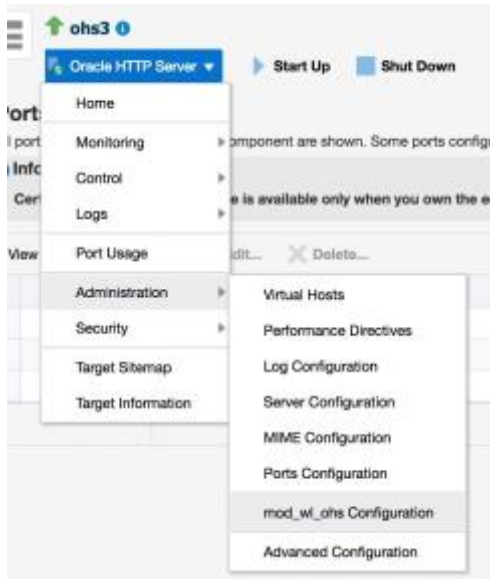 ohs3
Oracle HTTP Server
Start Up
Shut Down
Home
Monitoring
omponent are shown. Some ports config
Control
Logs
e is available only when you own the e
View
Port Usage
dit...
Delete...
Administration
Security
Target Sitemap
Target Information
Virtual Hosts
Performance Directives
Log Configuration
Server Configuration
MIME Configuration
Ports Configuration
mod_wl_ohs Configuration
Advanced Configuration